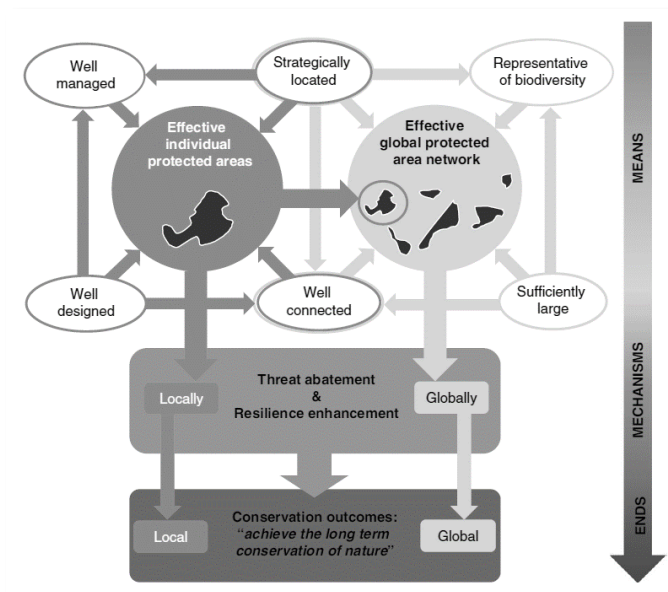 Well
managed
Strategically
located
Representative
of biodiversity
Effective
individual
protected areas
Effective
global protected
area network
Well
designed
Well
connected
Sufficiently
large
Locally
Threat abatement
&
Resilience enhancement
Globally
Local
Conservation outcomes:
“achieve the long term
conservation of nature”
Global
MEANS
MECHANISMS
ENDS